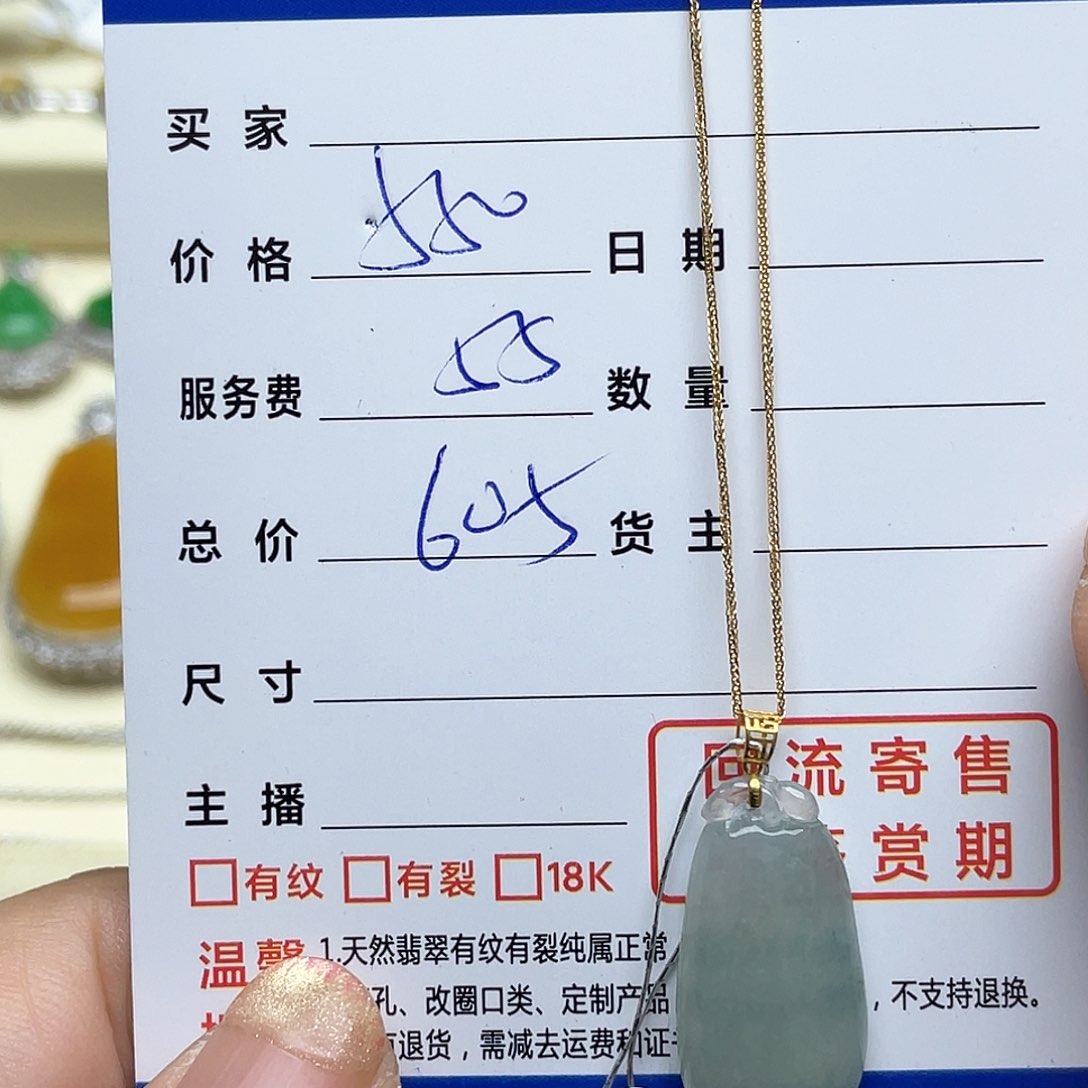 买家
价格 550 日期
服务费 55 数量
总价 605 货主
尺寸
主播
回流寄售
赏期
有纹 有裂 18K
温馨
1.天然翡翠有纹有裂纯属正常
孔、改圈口类、定制产品 ，不支持退换。
退货，需减去运费和证